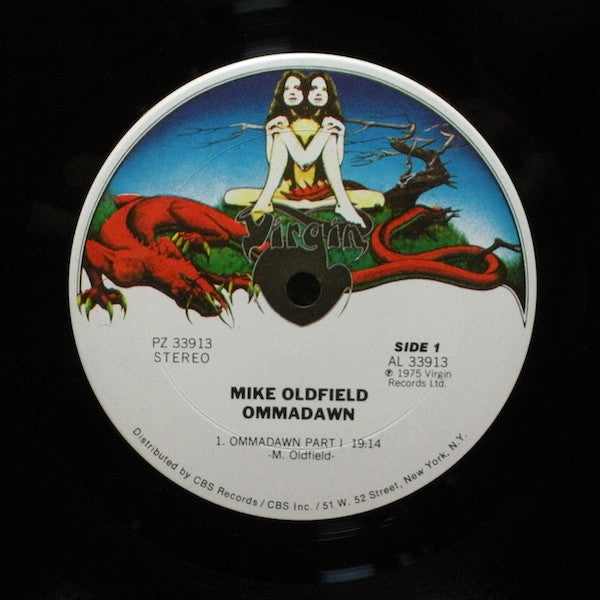 Virgin
PZ 33913
STEREO
SIDE 1
AL 33913
℗ 1975 Virgin
Records Ltd.
MIKE OLDFIELD
OMMADAWN
1. OMMADAWN PART I 19:14
-M. Oldfield-
Distributed by CBS Records / CBS Inc. / 51 W. 52 Street, New York, N.Y.